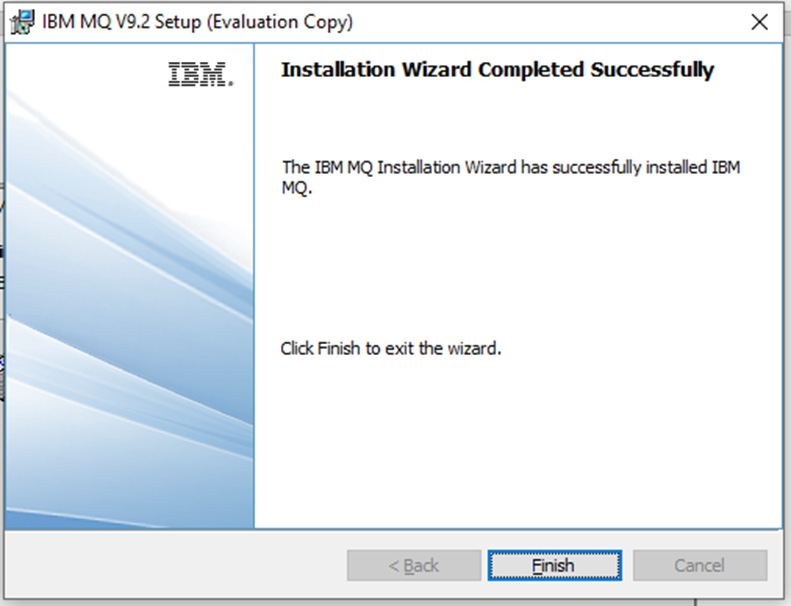 IBM MQ V9.2 Setup (Evaluation Copy)
IBM.
Installation Wizard Completed Successfully
The IBM MQ Installation Wizard has successfully installed IBM
MQ.
Click Finish to exit the wizard.
< Back
Finish
Cancel